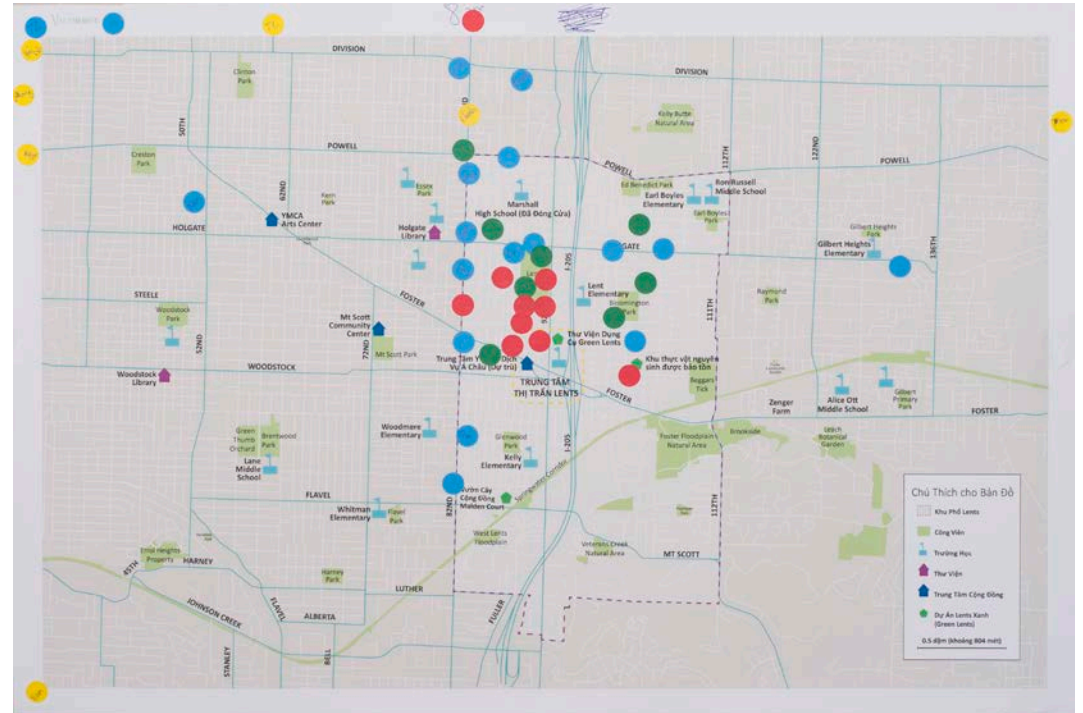 DIVISION
DIVISION
Clinton
Park
Kelly Butte
Natural Area
50TH
62ND
112TH
122ND
POWELL
POWELL
POWELL
Creston
Park
Essex
Park
Marshall
High School (Đã Đóng Cửa)
Ed Benedict Park
Earl Boyles
Elementary
Ron Russell
Middle School
Earl Boyles
Park
YMCA
Arts Center
Holgate
Library
HOLGATE
GATE
Gilbert Heights
Park
Gilbert Heights
Elementary
136TH
I-205
STEELE
FOSTER
Lent
Elementary
Bloomington
Park
Raymond
Park
111TH
Woodstock
Park
52ND
Mt Scott
Community
Center
72ND
Mt Scott Park
Thư Viện Dụng
Cụ Green Lents
Khu thực vật nguyên
sinh được bảo tồn
Woodstock
Library
WOODSTOCK
Vụ Á Châu (Dự trù)
TRUNG TÂM
THỊ TRẤN LENTS
FOSTER
Beggars
Tick
Zenger
Farm
Alice Ott
Middle School
Gilbert
Primary
Park
FOSTER
Green
Thumb
Orchard
Brentwood
Park
Lane
Middle
School
Woodmere
Elementary
Glenwood
Park
Kelly
Elementary
I-205
Foster Floodplain
Natural Area
Brookside
Leach
Botanical
Garden
Springwater Corridor
FLAVEL
Whitman
Elementary
Flavel
Park
82ND
Vườn Cây
Cộng Đồng
Malden Court
West Lents
Floodplain
Veterans Creek
Natural Area
112TH
MT SCOTT
Errol Heights
Property
45TH
HARNEY
Harney
Park
LUTHER
JOHNSON CREEK
FLAVEL
ALBERTA
FULLER
STANLEY
BELL
Chú Thích cho Bản Đồ
Khu Phố Lents
Công Viên
Trường Học
Thư Viện
Trung Tâm Cộng Đồng
Dự Án Lents Xanh
(Green Lents)
0.5 dặm (khoảng 804 mét)